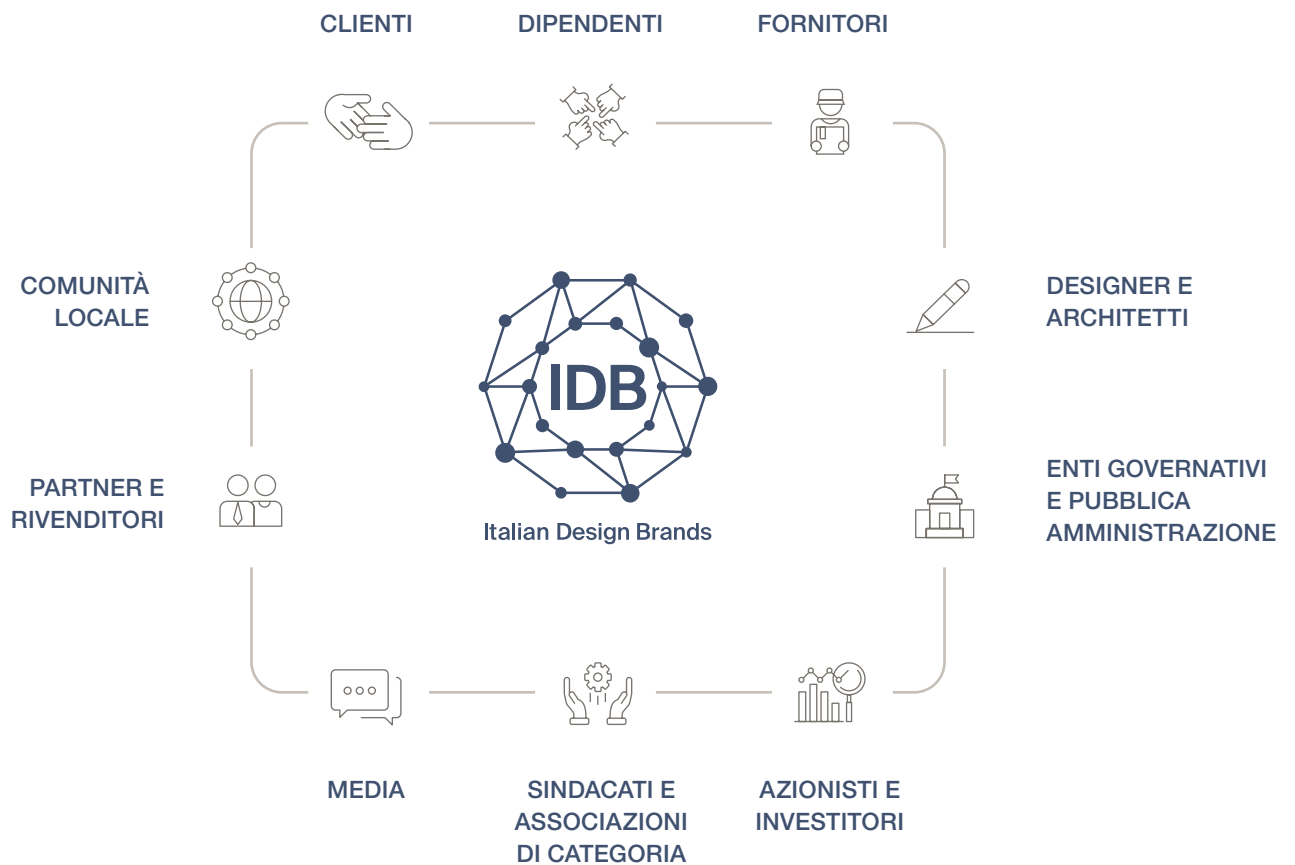 CLIENTI
DIPENDENTI
FORNITORI
COMUNITÀ
LOCALE
DESIGNER E
ARCHITETTI
IDB
Italian Design Brands
PARTNER E
RIVENDITORI
ENTI GOVERNATIVI
E PUBBLICA
AMMINISTRAZIONE
MEDIA
SINDACATI E
ASSOCIAZIONI
DI CATEGORIA
AZIONISTI E
INVESTITORI